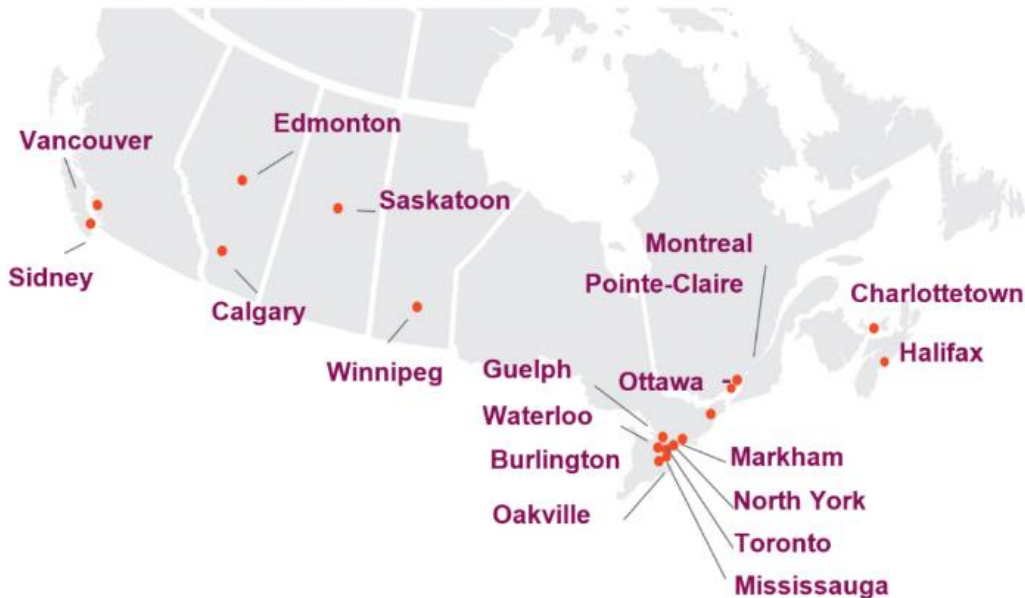 Edmonton
Vancouver
Saskatoon
Montreal
Sidney
Pointe-Claire
Charlottetown
Calgary
Halifax
Winnipeg
Guelph
Ottawa
Waterloo
Burlington
Markham
North York
Oakville
Toronto
Mississauga